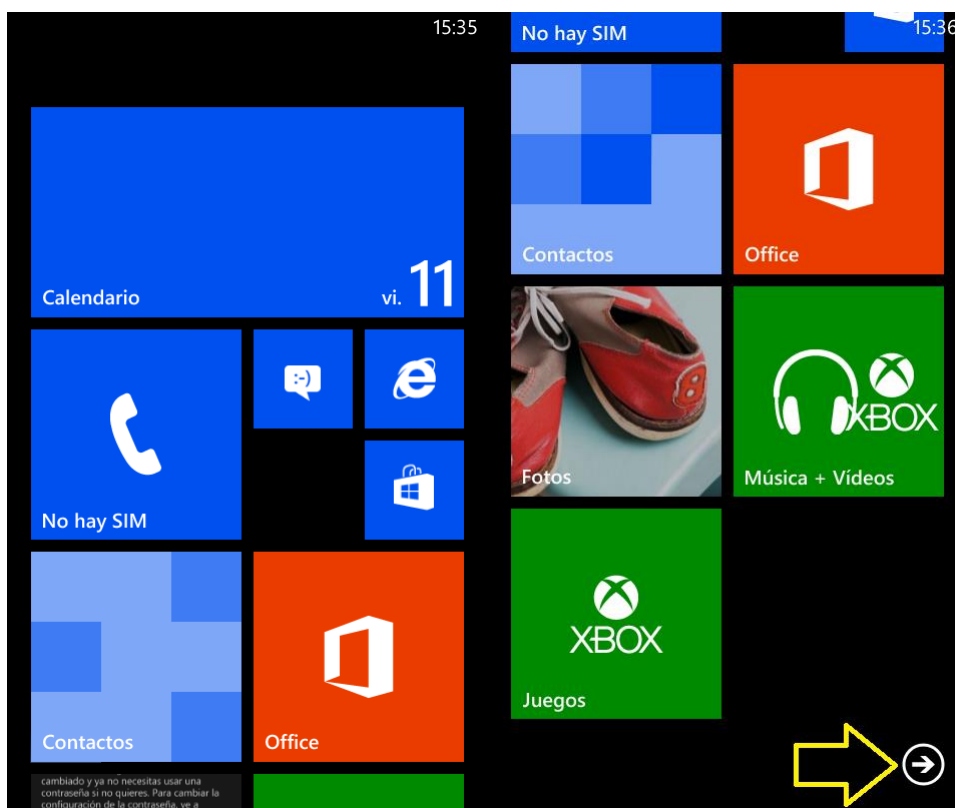 15:35
Calendario
vi. 11
:-)
No hay SIM
Contactos
Office
cambiado y ya no necesitas usar una
contraseña si no quieres. Para cambiar la
configuración de la contraseña, ve a
No hay SIM
15:36
Contactos
Office
Fotos
8
XBOX
Música + Vídeos
XBOX
Juegos